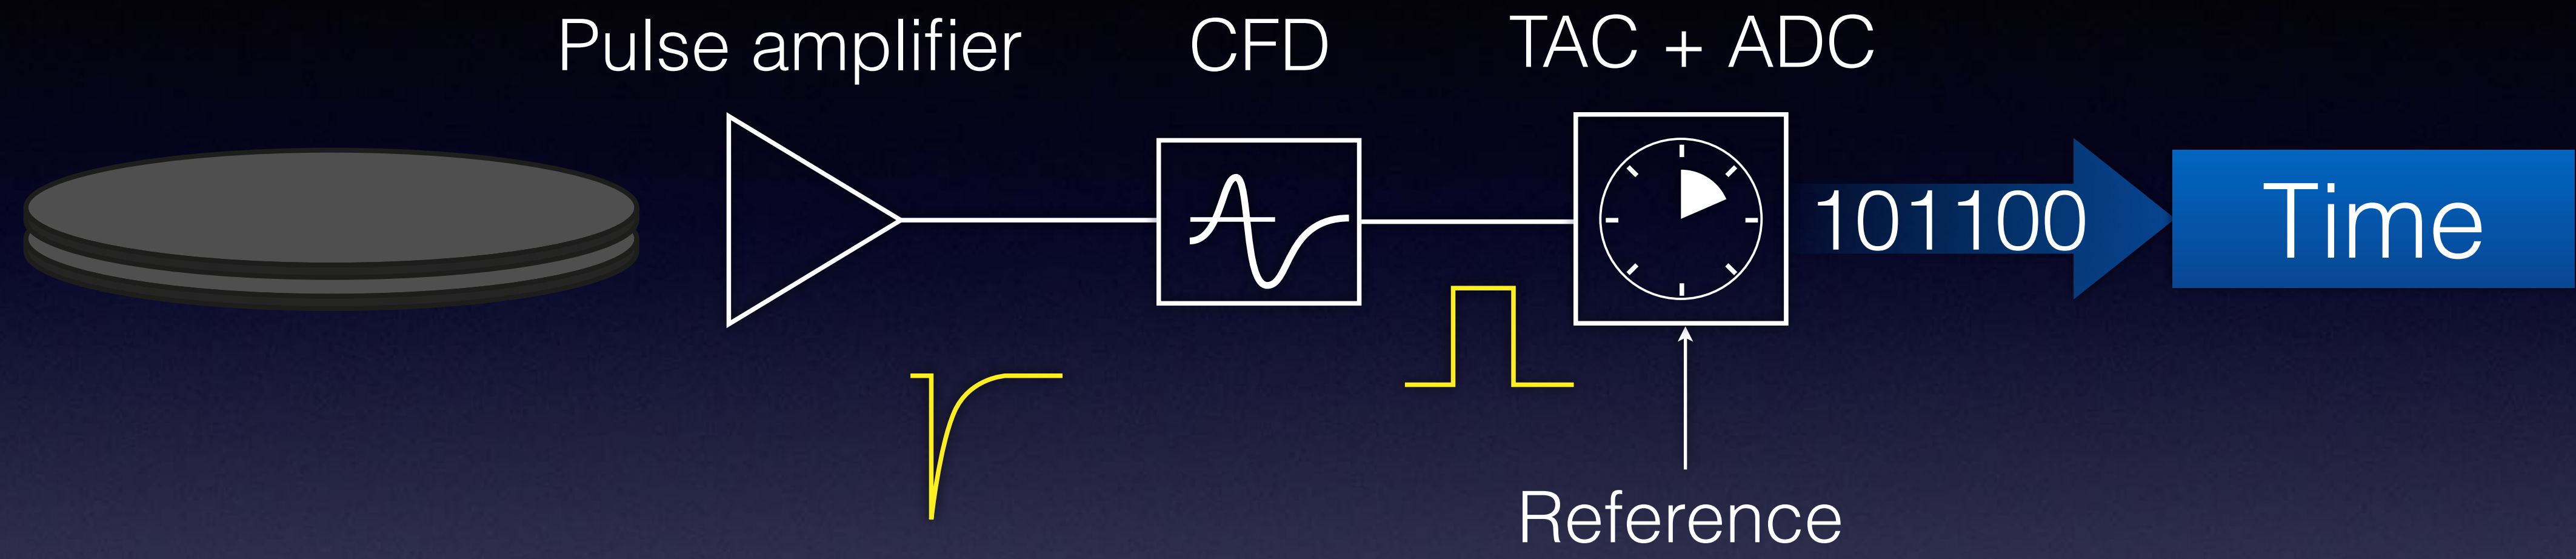 Pulse amplifier
CFD
TAC + ADC
101100
Time
Reference